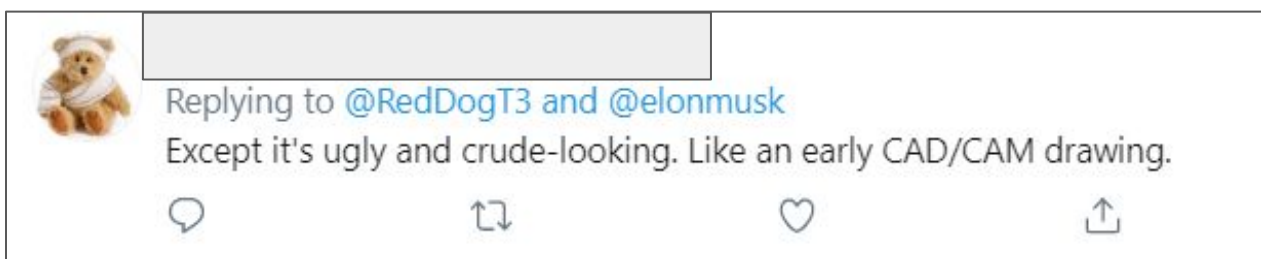 Replying to @RedDogT3 and @elonmusk
Except it's ugly and crude-looking. Like an early CAD/CAM drawing.